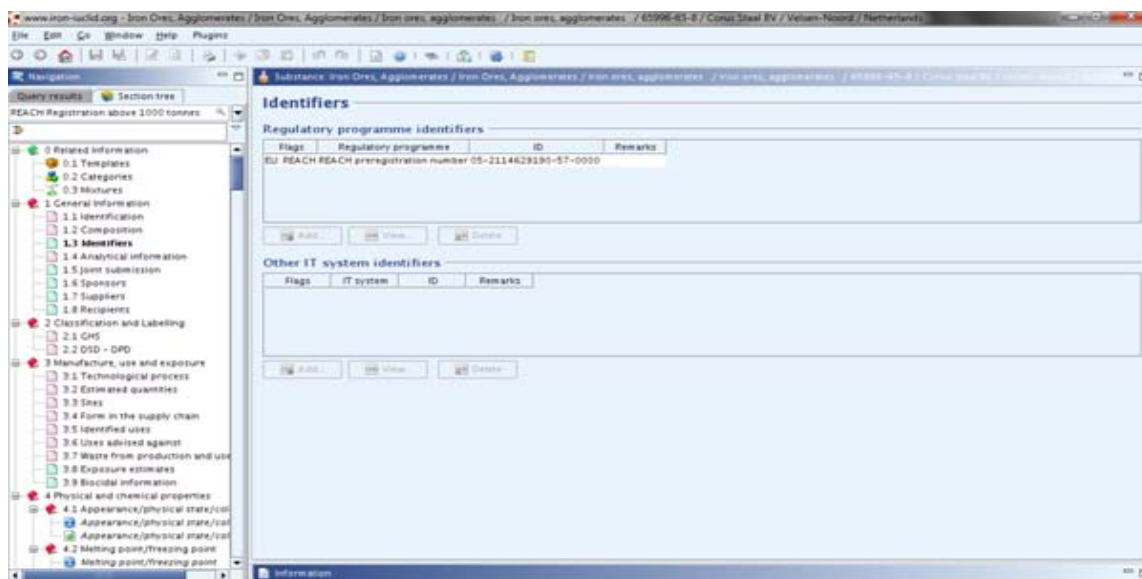 www.iron-iuclid.org - Iron Ores, Agglomerates / Iron Ores, Agglomerates / Iron ores, agglomerates / Iron ores, agglomerates / 65996-65-8 / Corus Staal BV / Velsen-Noord / Netherlands
File Edit Go Window Help Plugins
Navigation
Query results Section tree
REACH Registration above 1000 tonnes
0 Related Information
0.1 Templates
0.2 Categories
0.3 Mixtures
1 General Information
1.1 Identification
1.2 Composition
1.3 Identifiers
1.4 Analytical information
1.5 Joint submission
1.6 Sponsors
1.7 Suppliers
1.8 Recipients
2 Classification and Labelling
2.1 GHS
2.2 DSD - DPD
3 Manufacture, use and exposure
3.1 Technological process
3.2 Estimated quantities
3.3 Sites
3.4 Form in the supply chain
3.5 Identified uses
3.6 Uses advised against
3.7 Waste from production and use
3.8 Exposure estimates
3.9 Biocidal information
4 Physical and chemical properties
4.1 Appearance/physical state/col
Appearance/physical state/col
Appearance/physical state/col
4.2 Melting point/freezing point
Melting point/freezing point
Substance: Iron Ores, Agglomerates / Iron Ores, Agglomerates / Iron ores, agglomerates / Iron ores, agglomerates / 65996-65-8 / Corus Staal BV
Identifiers
Regulatory programme identifiers
Flags Regulatory programme ID Remarks
EU: REACH REACH preregistration number 05-2114629190-57-0000
Add... View... Delete
Other IT system identifiers
Flags IT system ID Remarks
Add... View... Delete
Information